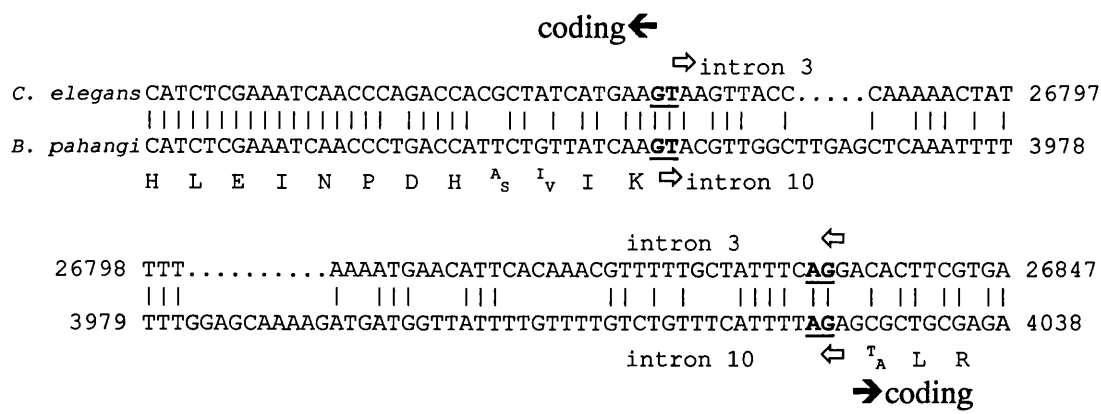 coding←
⇨intron 3
C. elegans CATCTCGAAATCAACCCAGACCACGCTATCATGAAGTAAGTTACC.....CAAAAACTAT 26797
B. pahangi CATCTCGAAATCAACCCTGACCATTCTGTTATCAAGTACGTTGGCTTGAGCTCAAATTTT 3978
H L E I N P D H A S I V I K ⇨intron 10
intron 3 ⇦
26798 TTT...........AAAATGAACATTCACAAACGTTTTTGCTATTTCAGGACACTTCGTGA 26847
3979 TTTGGAGCAAAAGATGATGGTTATTTTGTTTTGTCTGTTTCATTTTAGAGCGCTGCGAGA 4038
intron 10 ⇦ T A L R
→coding